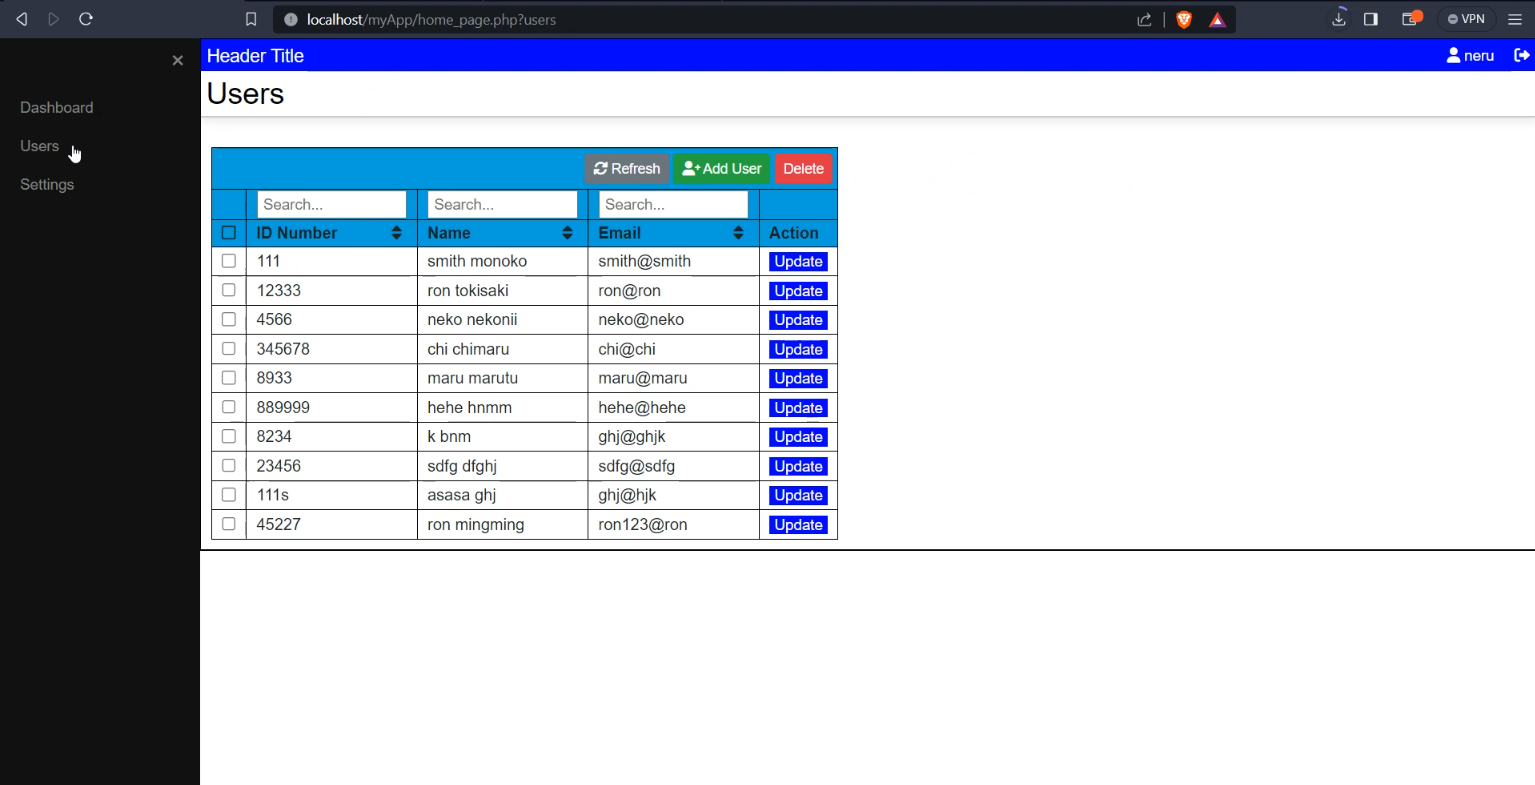 localhost/myApp/home_page.php?users
VPN
Header Title
neru
Users
Dashboard
Users
Settings
Refresh Add User Delete
Search... Search... Search...
ID Number Name Email Action
111 smith monoko smith@smith Update
12333 ron tokisaki ron@ron Update
4566 neko nekonii neko@neko Update
345678 chi chimaru chi@chi Update
8933 maru marutu maru@maru Update
889999 hehe hnmm hehe@hehe Update
8234 k bnm ghj@ghjk Update
23456 sdfg dfghj sdfg@sdfg Update
111s asasa ghj ghj@hjk Update
45227 ron mingming ron123@ron Update